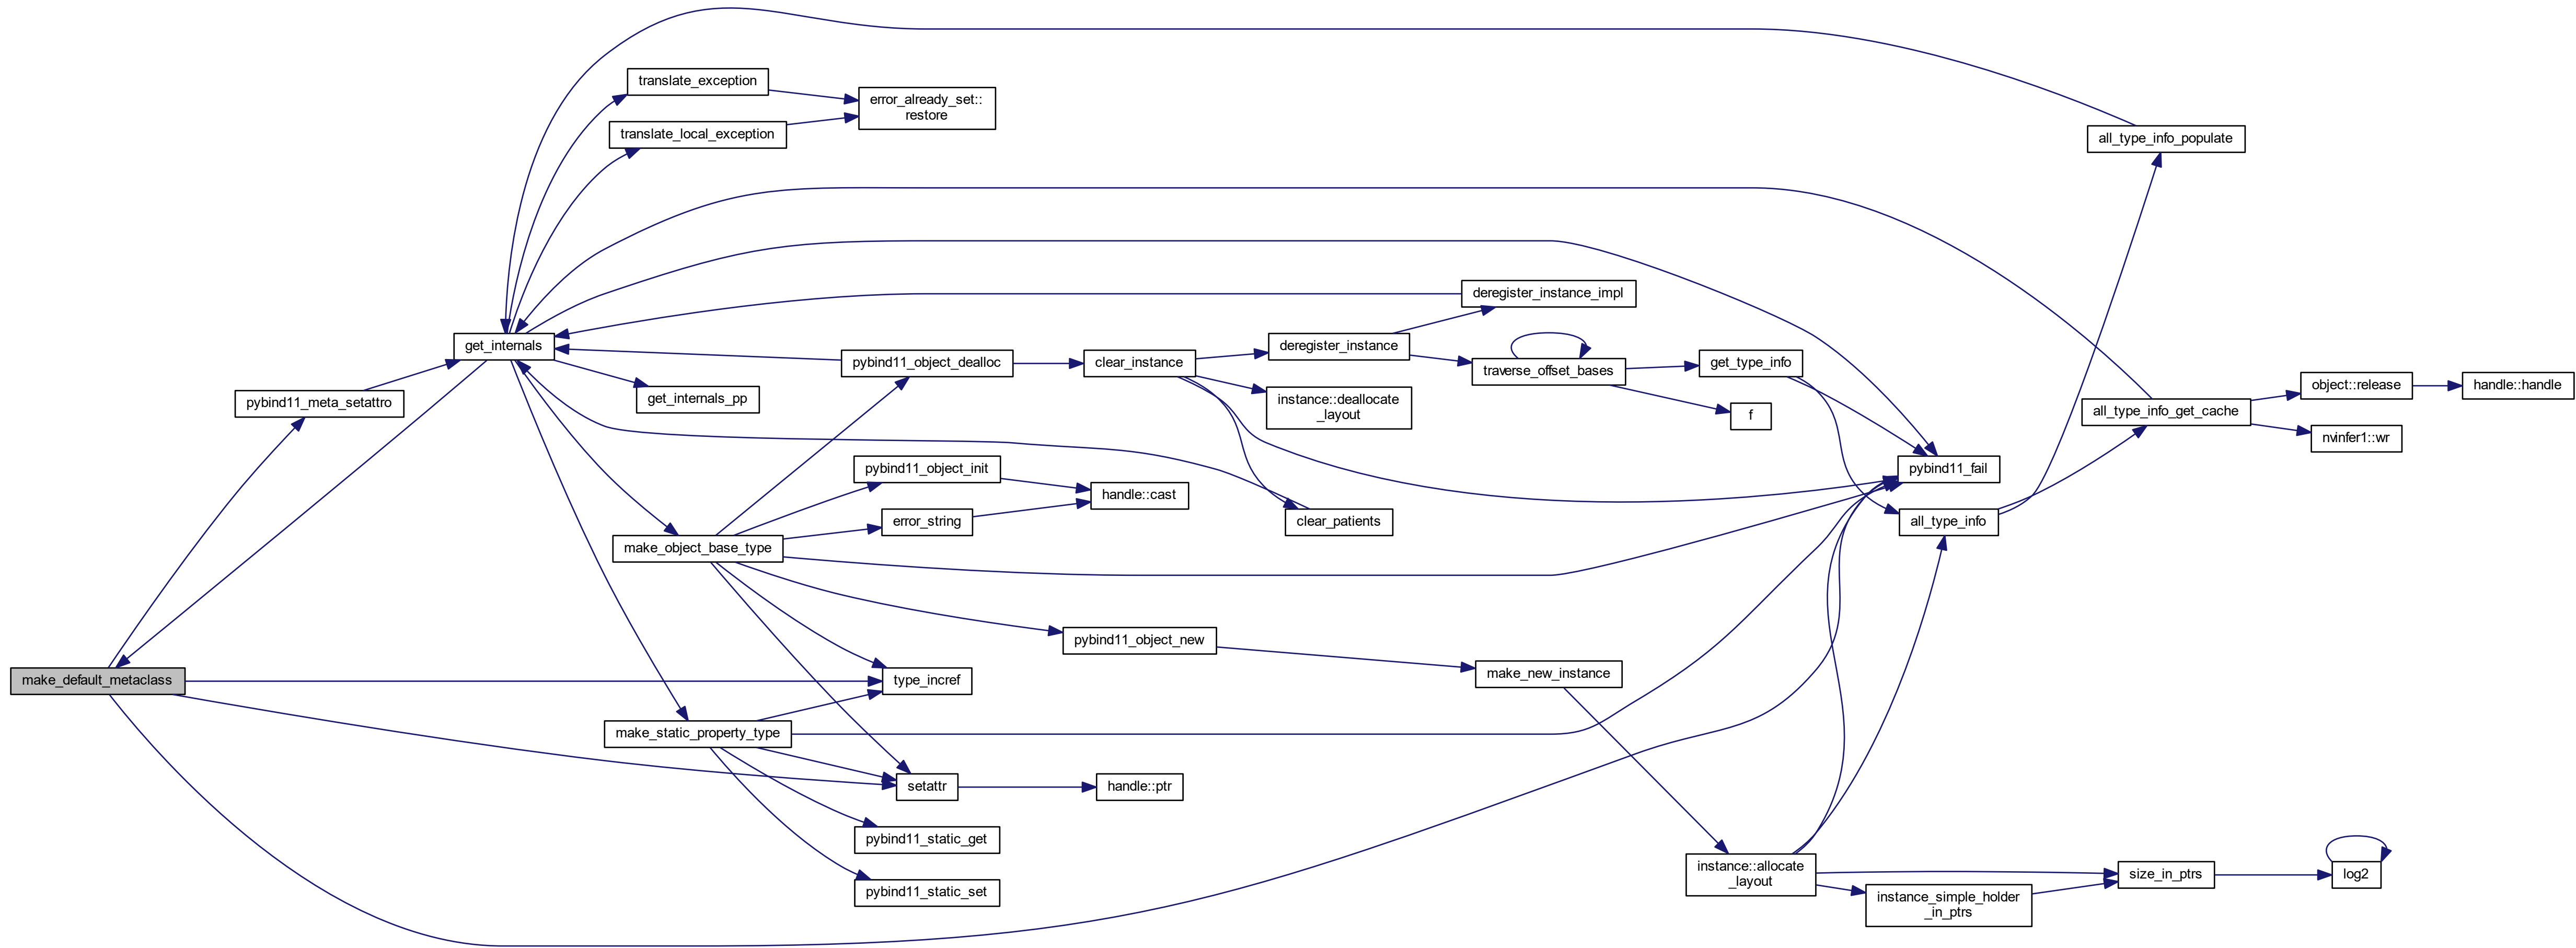 translate_exception
error_already_set::
restore
translate_local_exception
all_type_info_populate
deregister_instance_impl
get_internals
deregister_instance
pybind11_object_dealloc
clear_instance
traverse_offset_bases
get_type_info
object::release
handle::handle
pybind11_meta_setattro
get_internals_pp
instance::deallocate
_layout
f
all_type_info_get_cache
nvinfer1::wr
pybind11_object_init
handle::cast
pybind11_fail
error_string
clear_patients
all_type_info
make_object_base_type
pybind11_object_new
make_default_metaclass
type_incref
make_new_instance
make_static_property_type
setattr
handle::ptr
pybind11_static_get
instance::allocate
_layout
size_in_ptrs
log2
pybind11_static_set
instance_simple_holder
_in_ptrs